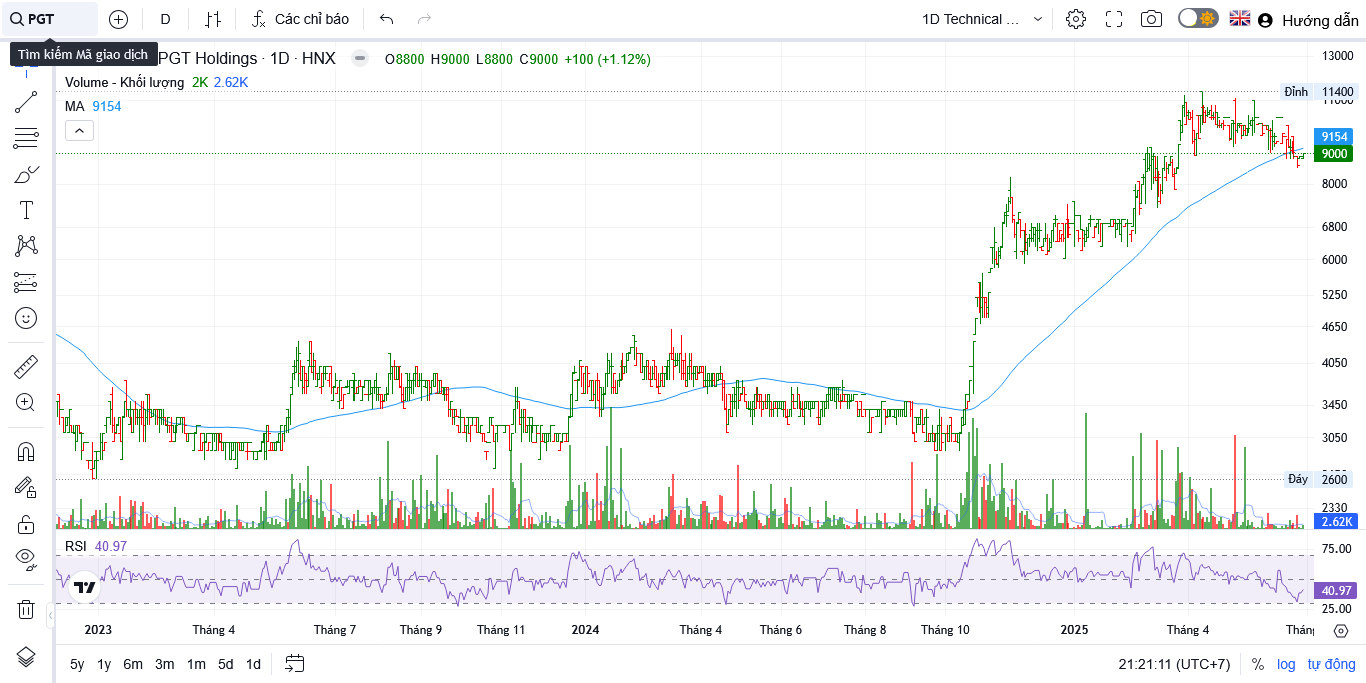 PGT
D
Các chỉ báo
1D Technical ...
Hướng dẫn
Tìm kiếm Mã giao dịch
PGT Holdings · 1D · HNX
O8800 H9000 L8800 C9000 +100 (+1.12%)
Volume - Khối lượng 2K 2.62K
MA 9154
13000
Đỉnh 11400
11000
9154
9000
8000
6800
6000
5250
4650
4050
3450
3050
Đáy 2600
2330
2.62K
RSI 40.97
75.00
40.97
25.00
2023 Tháng 4 Tháng 7 Tháng 9 Tháng 11 2024 Tháng 4 Tháng 6 Tháng 8 Tháng 10 2025 Tháng 4 Tháng
5y 1y 6m 3m 1m 5d 1d
21:21:11 (UTC+7) % log tự động